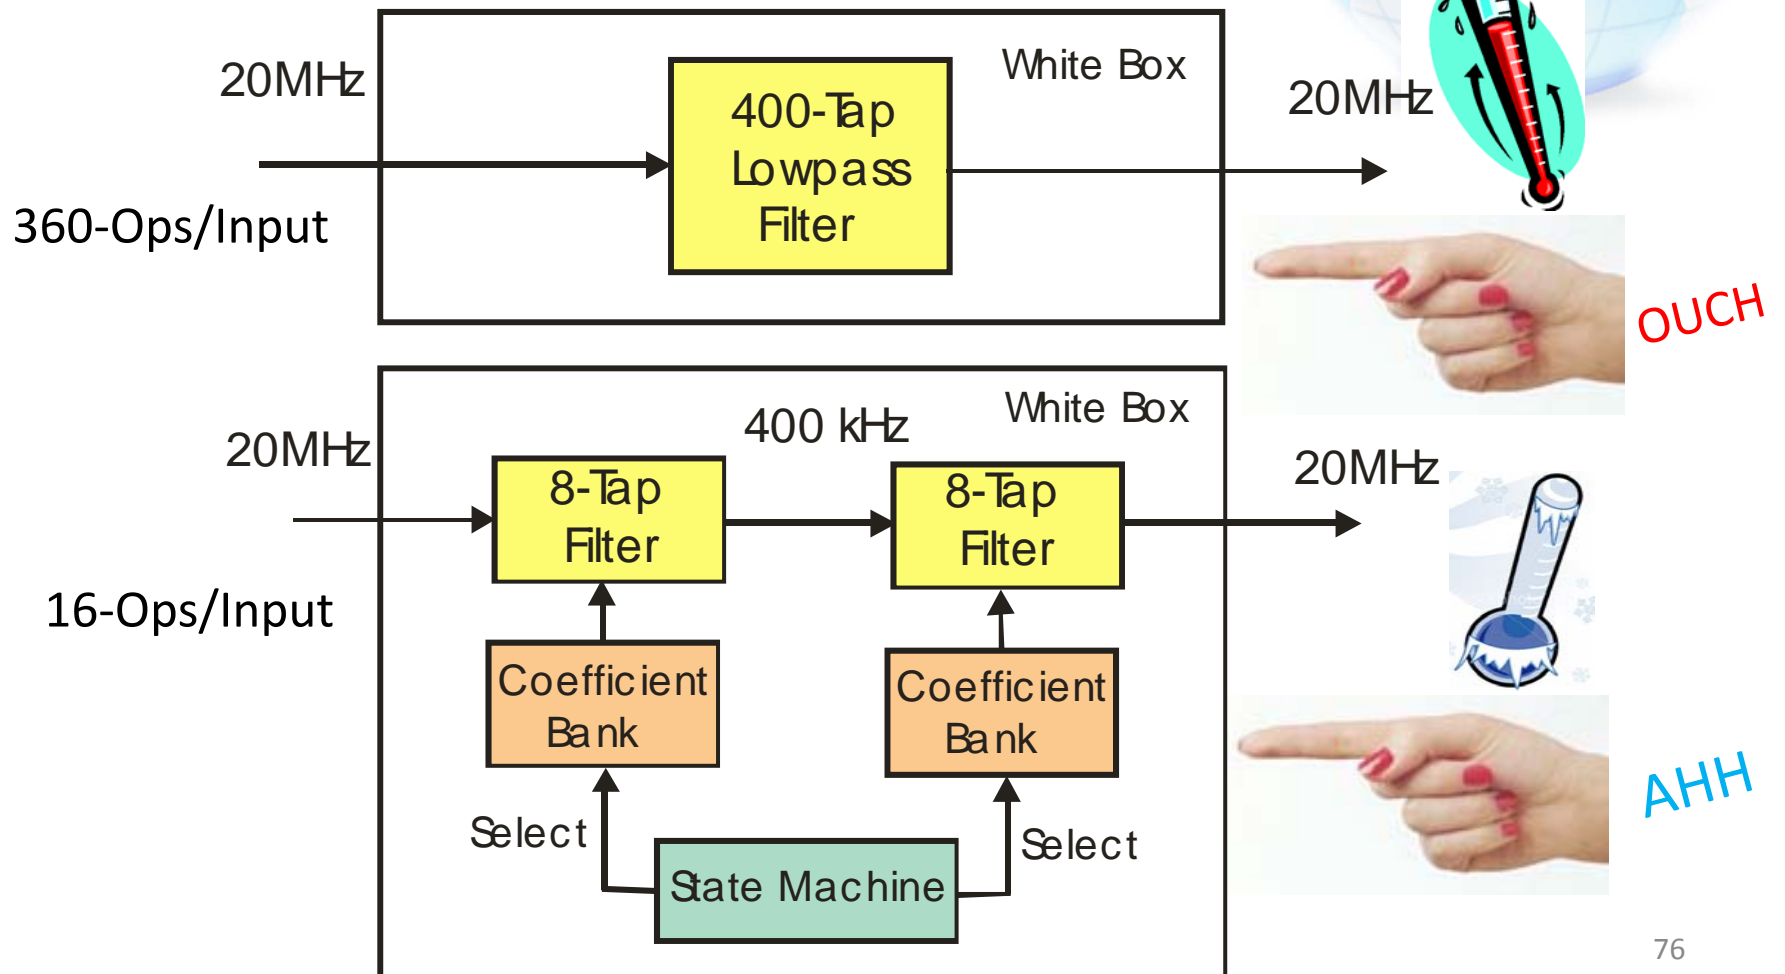 20MHz
White Box
400-Tap
Lowpass
Filter
20MHz
360-Ops/Input
OUCH
20MHz
400 kHz
White Box
20MHz
8-Tap
Filter
8-Tap
Filter
16-Ops/Input
Coefficient
Bank
Coefficient
Bank
Select
Select
State Machine
AHH
76